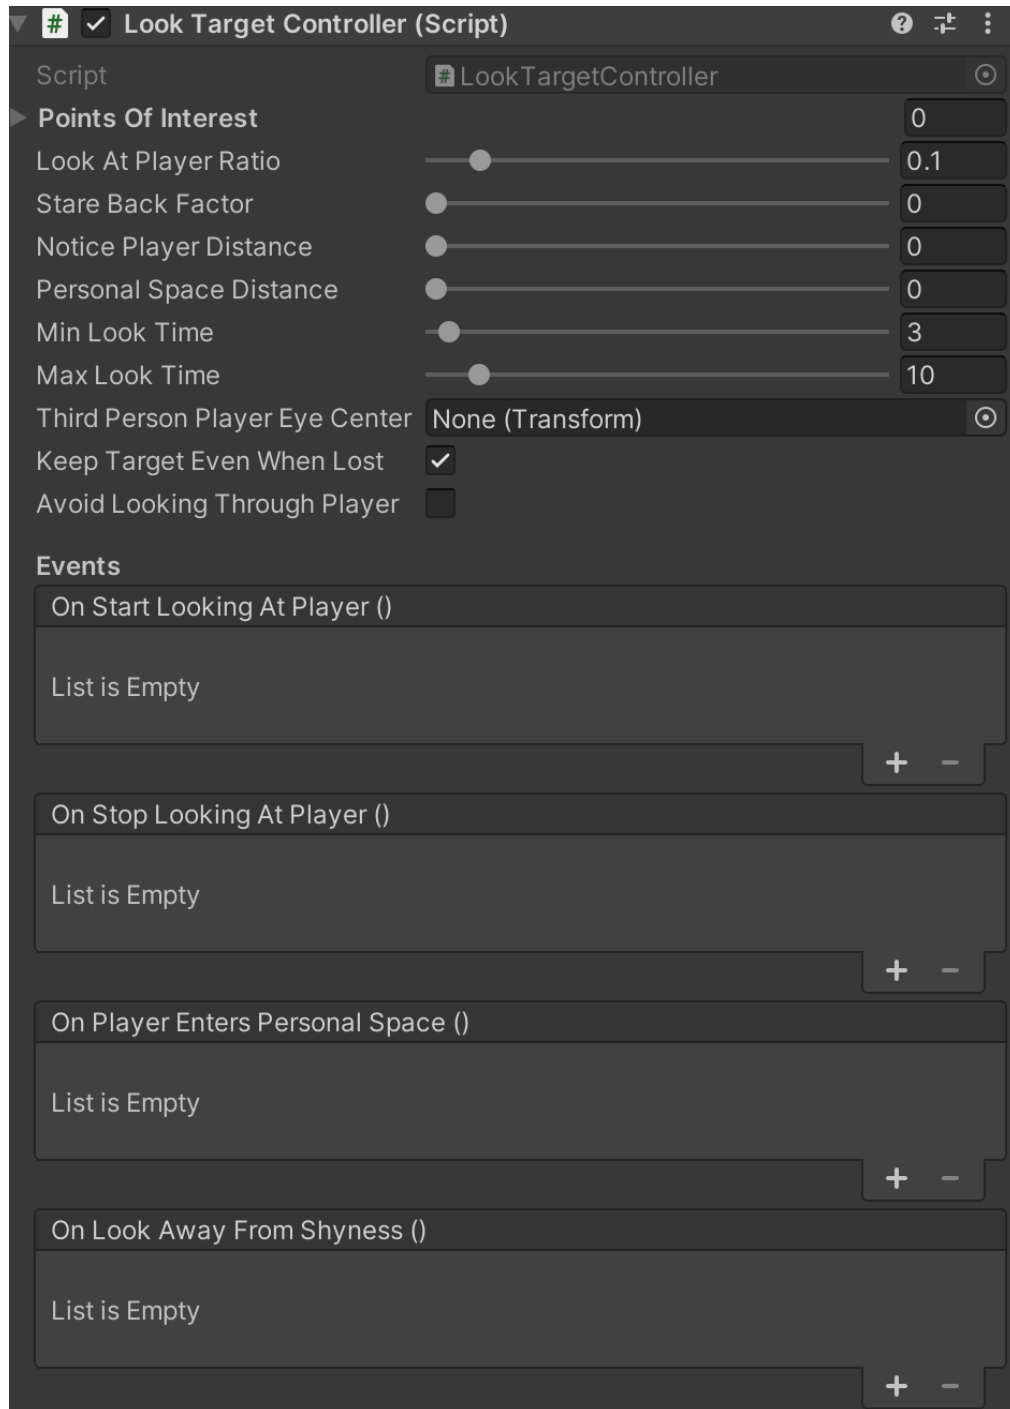 # Look Target Controller (Script)
Script # LookTargetController
Points Of Interest 0
Look At Player Ratio 0.1
Stare Back Factor 0
Notice Player Distance 0
Personal Space Distance 0
Min Look Time 3
Max Look Time 10
Third Person Player Eye Center None (Transform)
Keep Target Even When Lost
Avoid Looking Through Player
Events
On Start Looking At Player ()
List is Empty
+ −
On Stop Looking At Player ()
List is Empty
+ −
On Player Enters Personal Space ()
List is Empty
+ −
On Look Away From Shyness ()
List is Empty
+ −